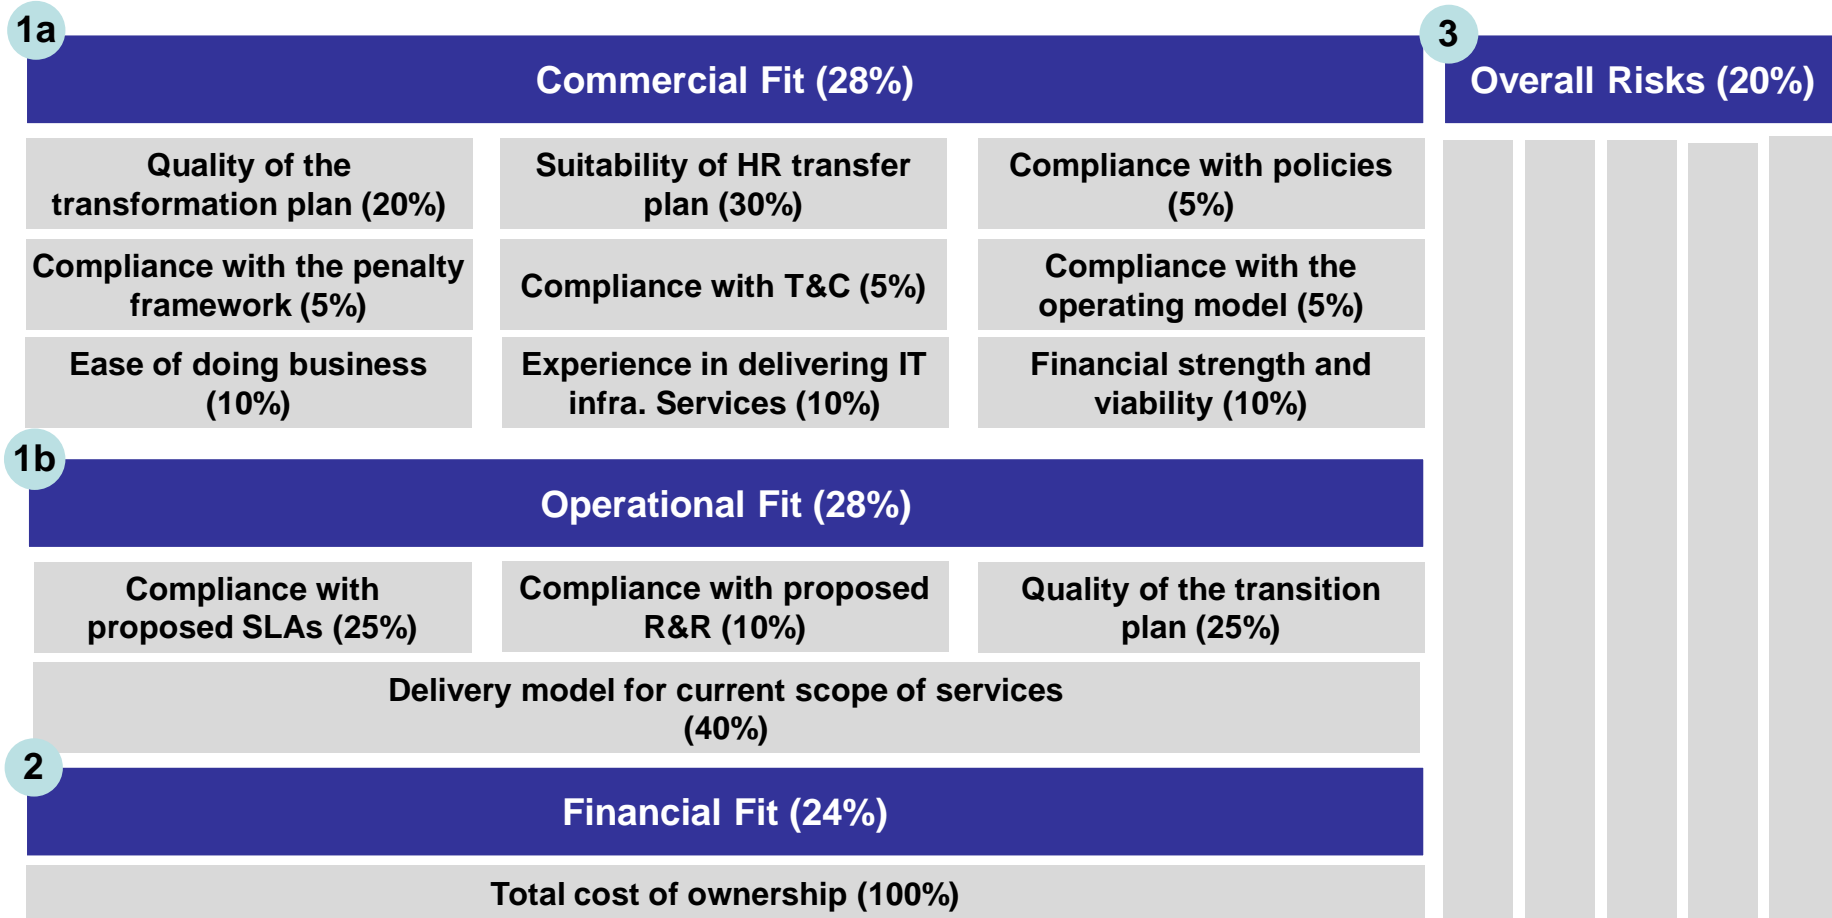 1a
Commercial Fit (28%)
Quality of the
transformation plan (20%)
Suitability of HR transfer
plan (30%)
Compliance with policies
(5%)
Compliance with the penalty
framework (5%)
Compliance with T&C (5%)
Compliance with the
operating model (5%)
Ease of doing business
(10%)
Experience in delivering IT
infra. Services (10%)
Financial strength and
viability (10%)
1b
Operational Fit (28%)
Compliance with
proposed SLAs (25%)
Compliance with proposed
R&R (10%)
Quality of the transition
plan (25%)
Delivery model for current scope of services
(40%)
2
Financial Fit (24%)
Total cost of ownership (100%)
3
Overall Risks (20%)